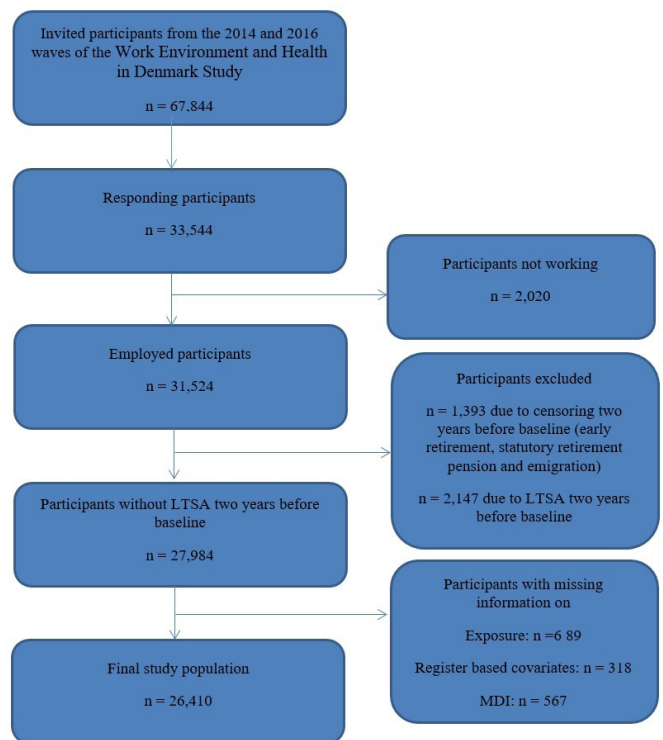 Invited participants from the 2014 and 2016
waves of the Work Environment and Health
in Denmark Study
n = 67.844
Responding participants
n = 33,544
Participants not working
n = 2,020
Employed participants
n = 31,524
Participants excluded
n = 1,393 due to censoring two
years before baseline (early
retirement, statutory retirement
pension and emigration)
n = 2,147 due to LTSA two years
before baseline
Participants without LTSA two years before
baseline
n = 27,984
Participants with missing
information on
Exposure: n =6 89
Register based covariates: n = 318
MDI: n = 567
Final study population
n = 26,410